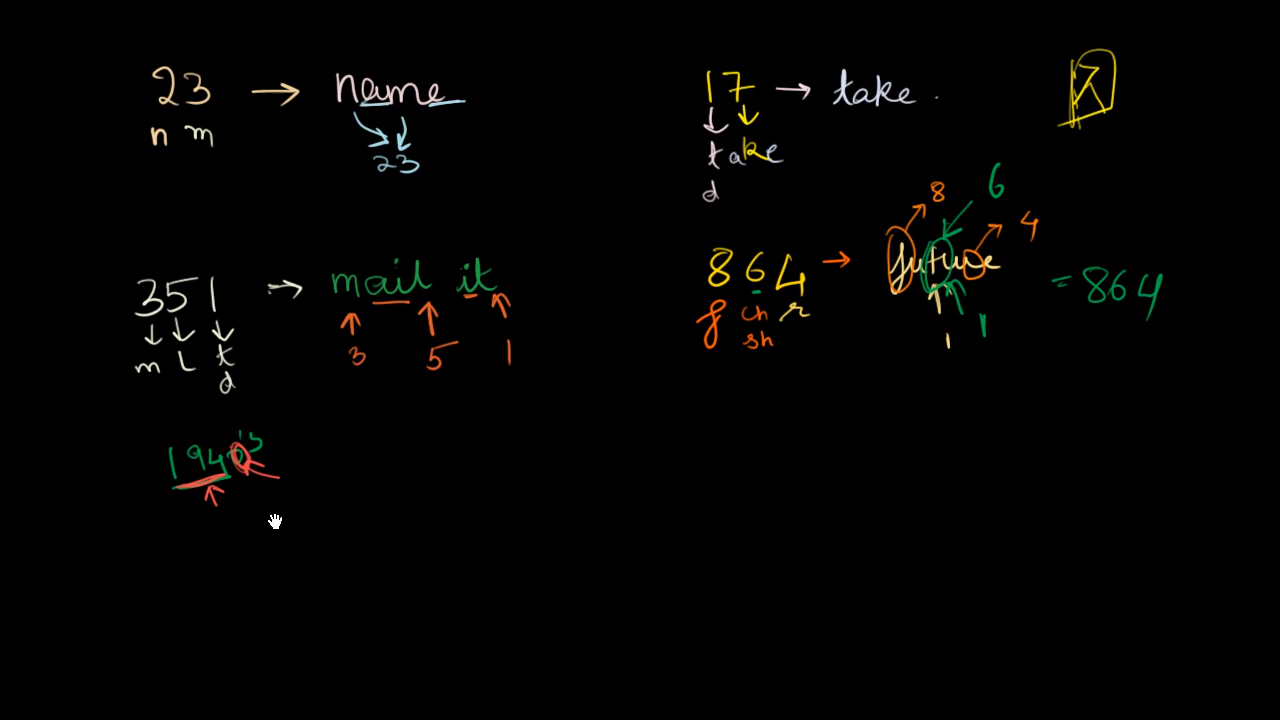 23 → name
n m
23
17 → take .
take
d
K
351 → mail it
m L t
d
3 5 1
864 → future = 864
f ch r
sh
8 6 4
1 1
1940's